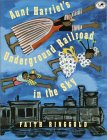 Aunt Harriet's
Underground Railroad
in the Sky
FAITH RINGGOLD